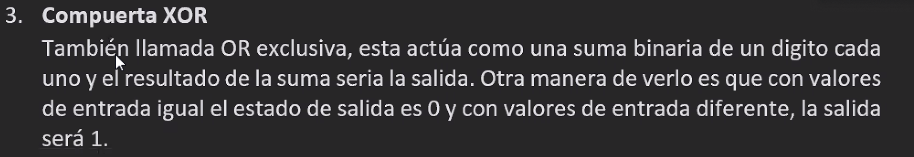 3. Compuerta XOR
También llamada OR exclusiva, esta actúa como una suma binaria de un digito cada
uno y el resultado de la suma seria la salida. Otra manera de verlo es que con valores
de entrada igual el estado de salida es 0 y con valores de entrada diferente, la salida
será 1.